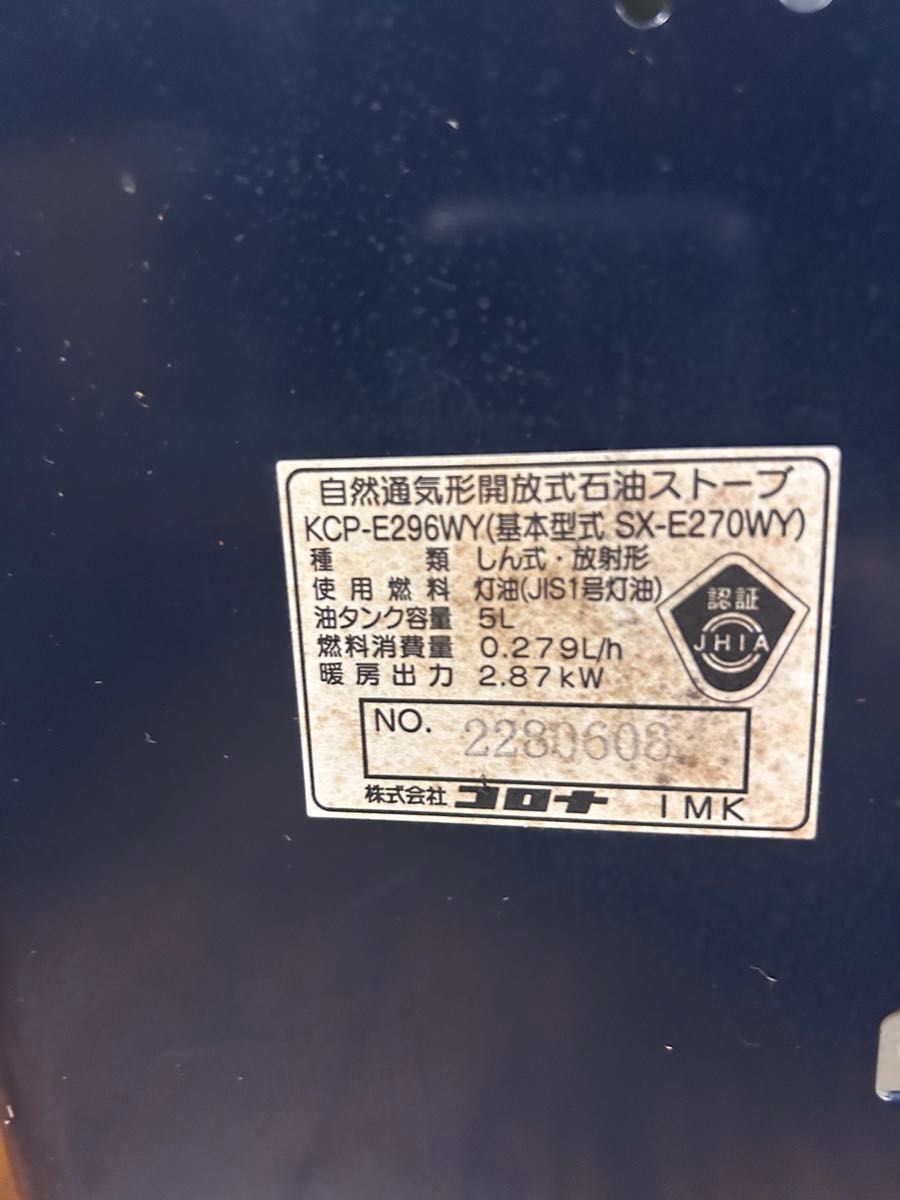 自然通気形開放式石油ストーブ
KCP-E296WY(基本型式 SX-E270WY)
種類 しん式・放射形
使用燃料 灯油(JIS1号灯油)
油タンク容量 5L
燃料消費量 0.279L/h
暖房出力 2.87kW
認証
JHIA
NO. 2280608
株式会社 コロナ IMK